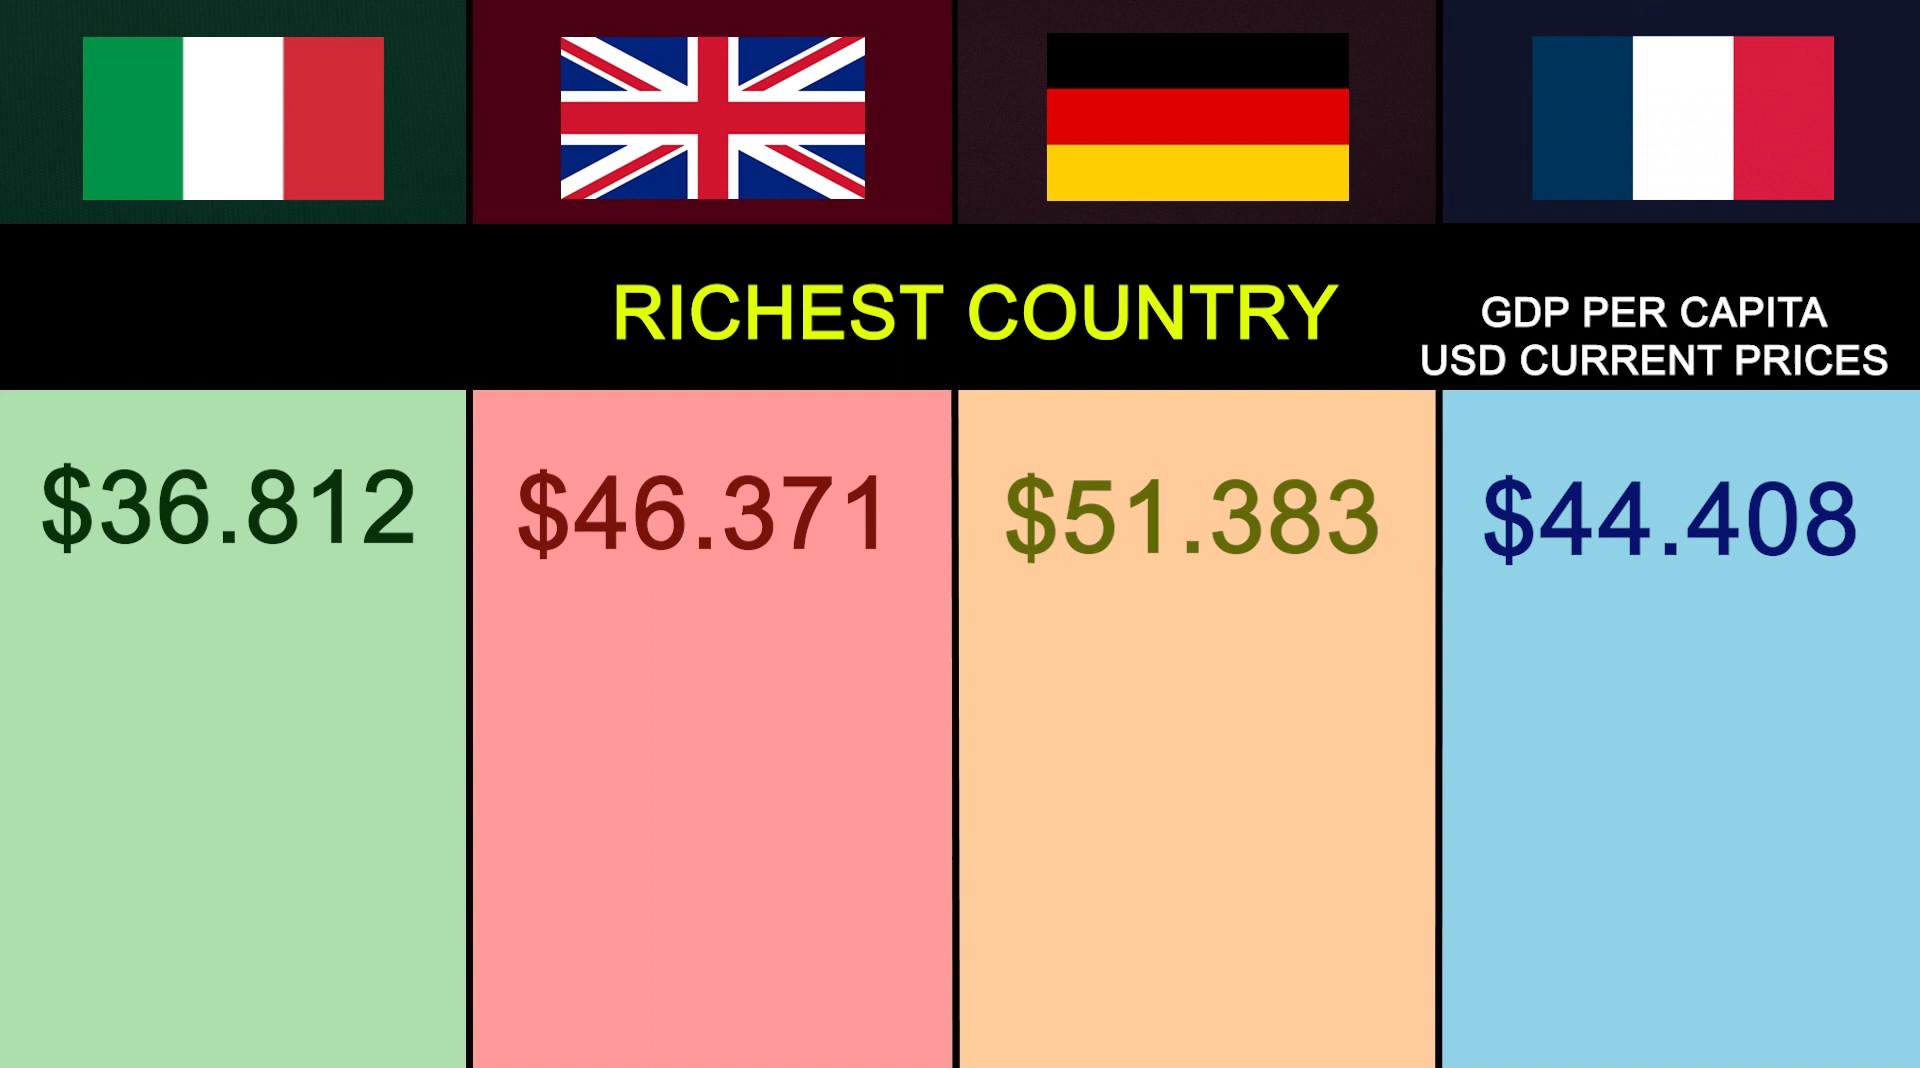 RICHEST COUNTRY
GDP PER CAPITA
USD CURRENT PRICES
$36.812
$46.371
$51.383
$44.408